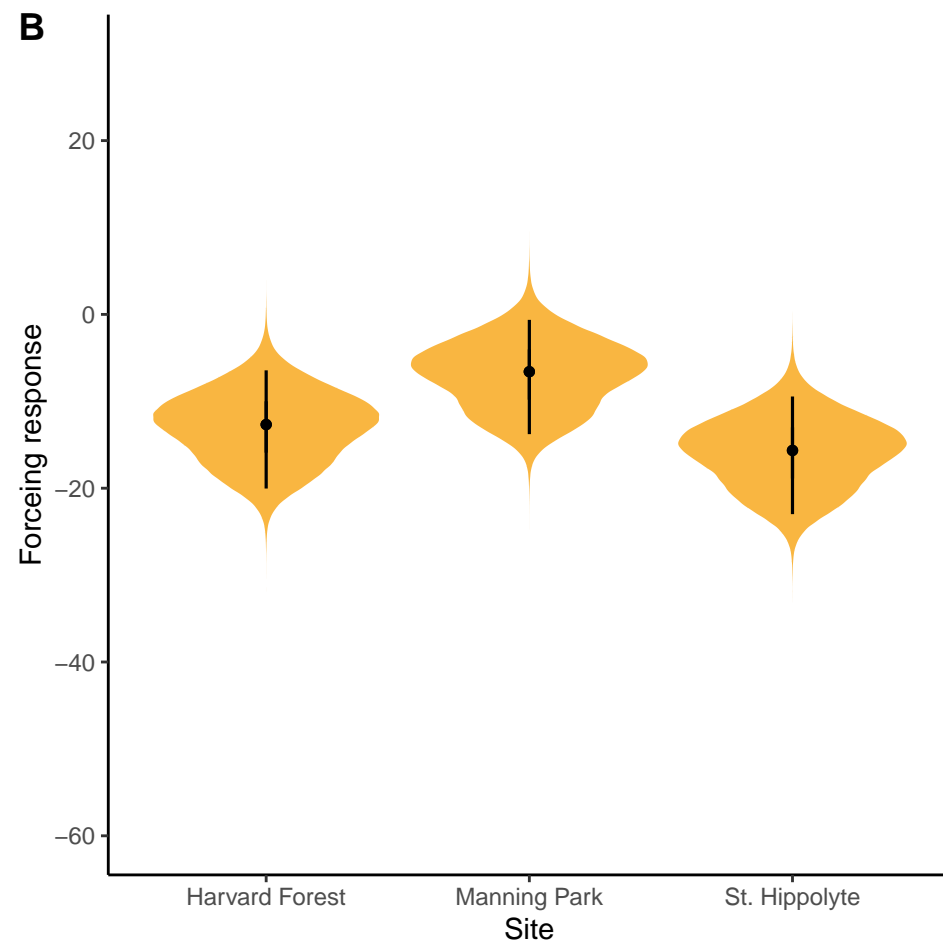 B
20
0
−20
−40
−60
Forceing response
Harvard Forest
Manning Park
St. Hippolyte
Site